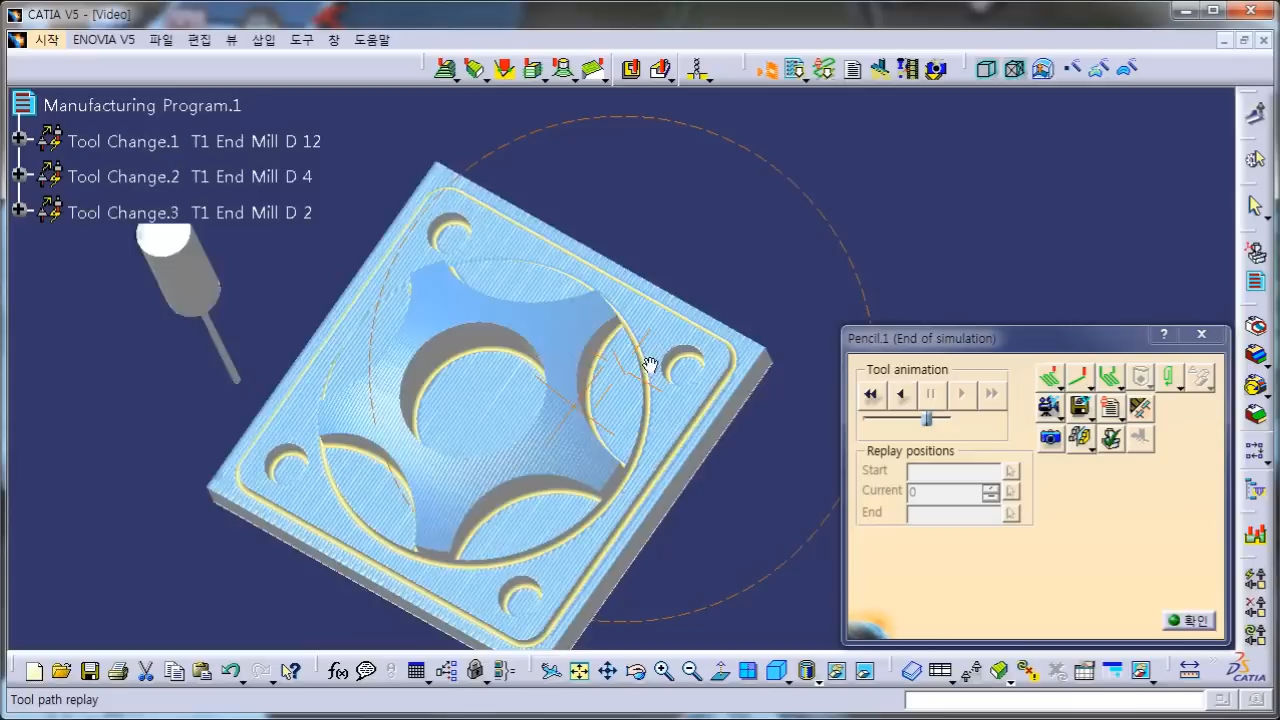 CATIA V5 - [Video]
시작 ENOVIA V5 파일 편집 뷰 삽입 도구 창 도움말
Manufacturing Program.1
Tool Change.1 T1 End Mill D 12
Tool Change.2 T1 End Mill D 4
Tool Change.3 T1 End Mill D 2
Pencil.1 (End of simulation)
Tool animation
Replay positions
Start
Current 0
End
확인
f(x)
CATIA
Tool path replay